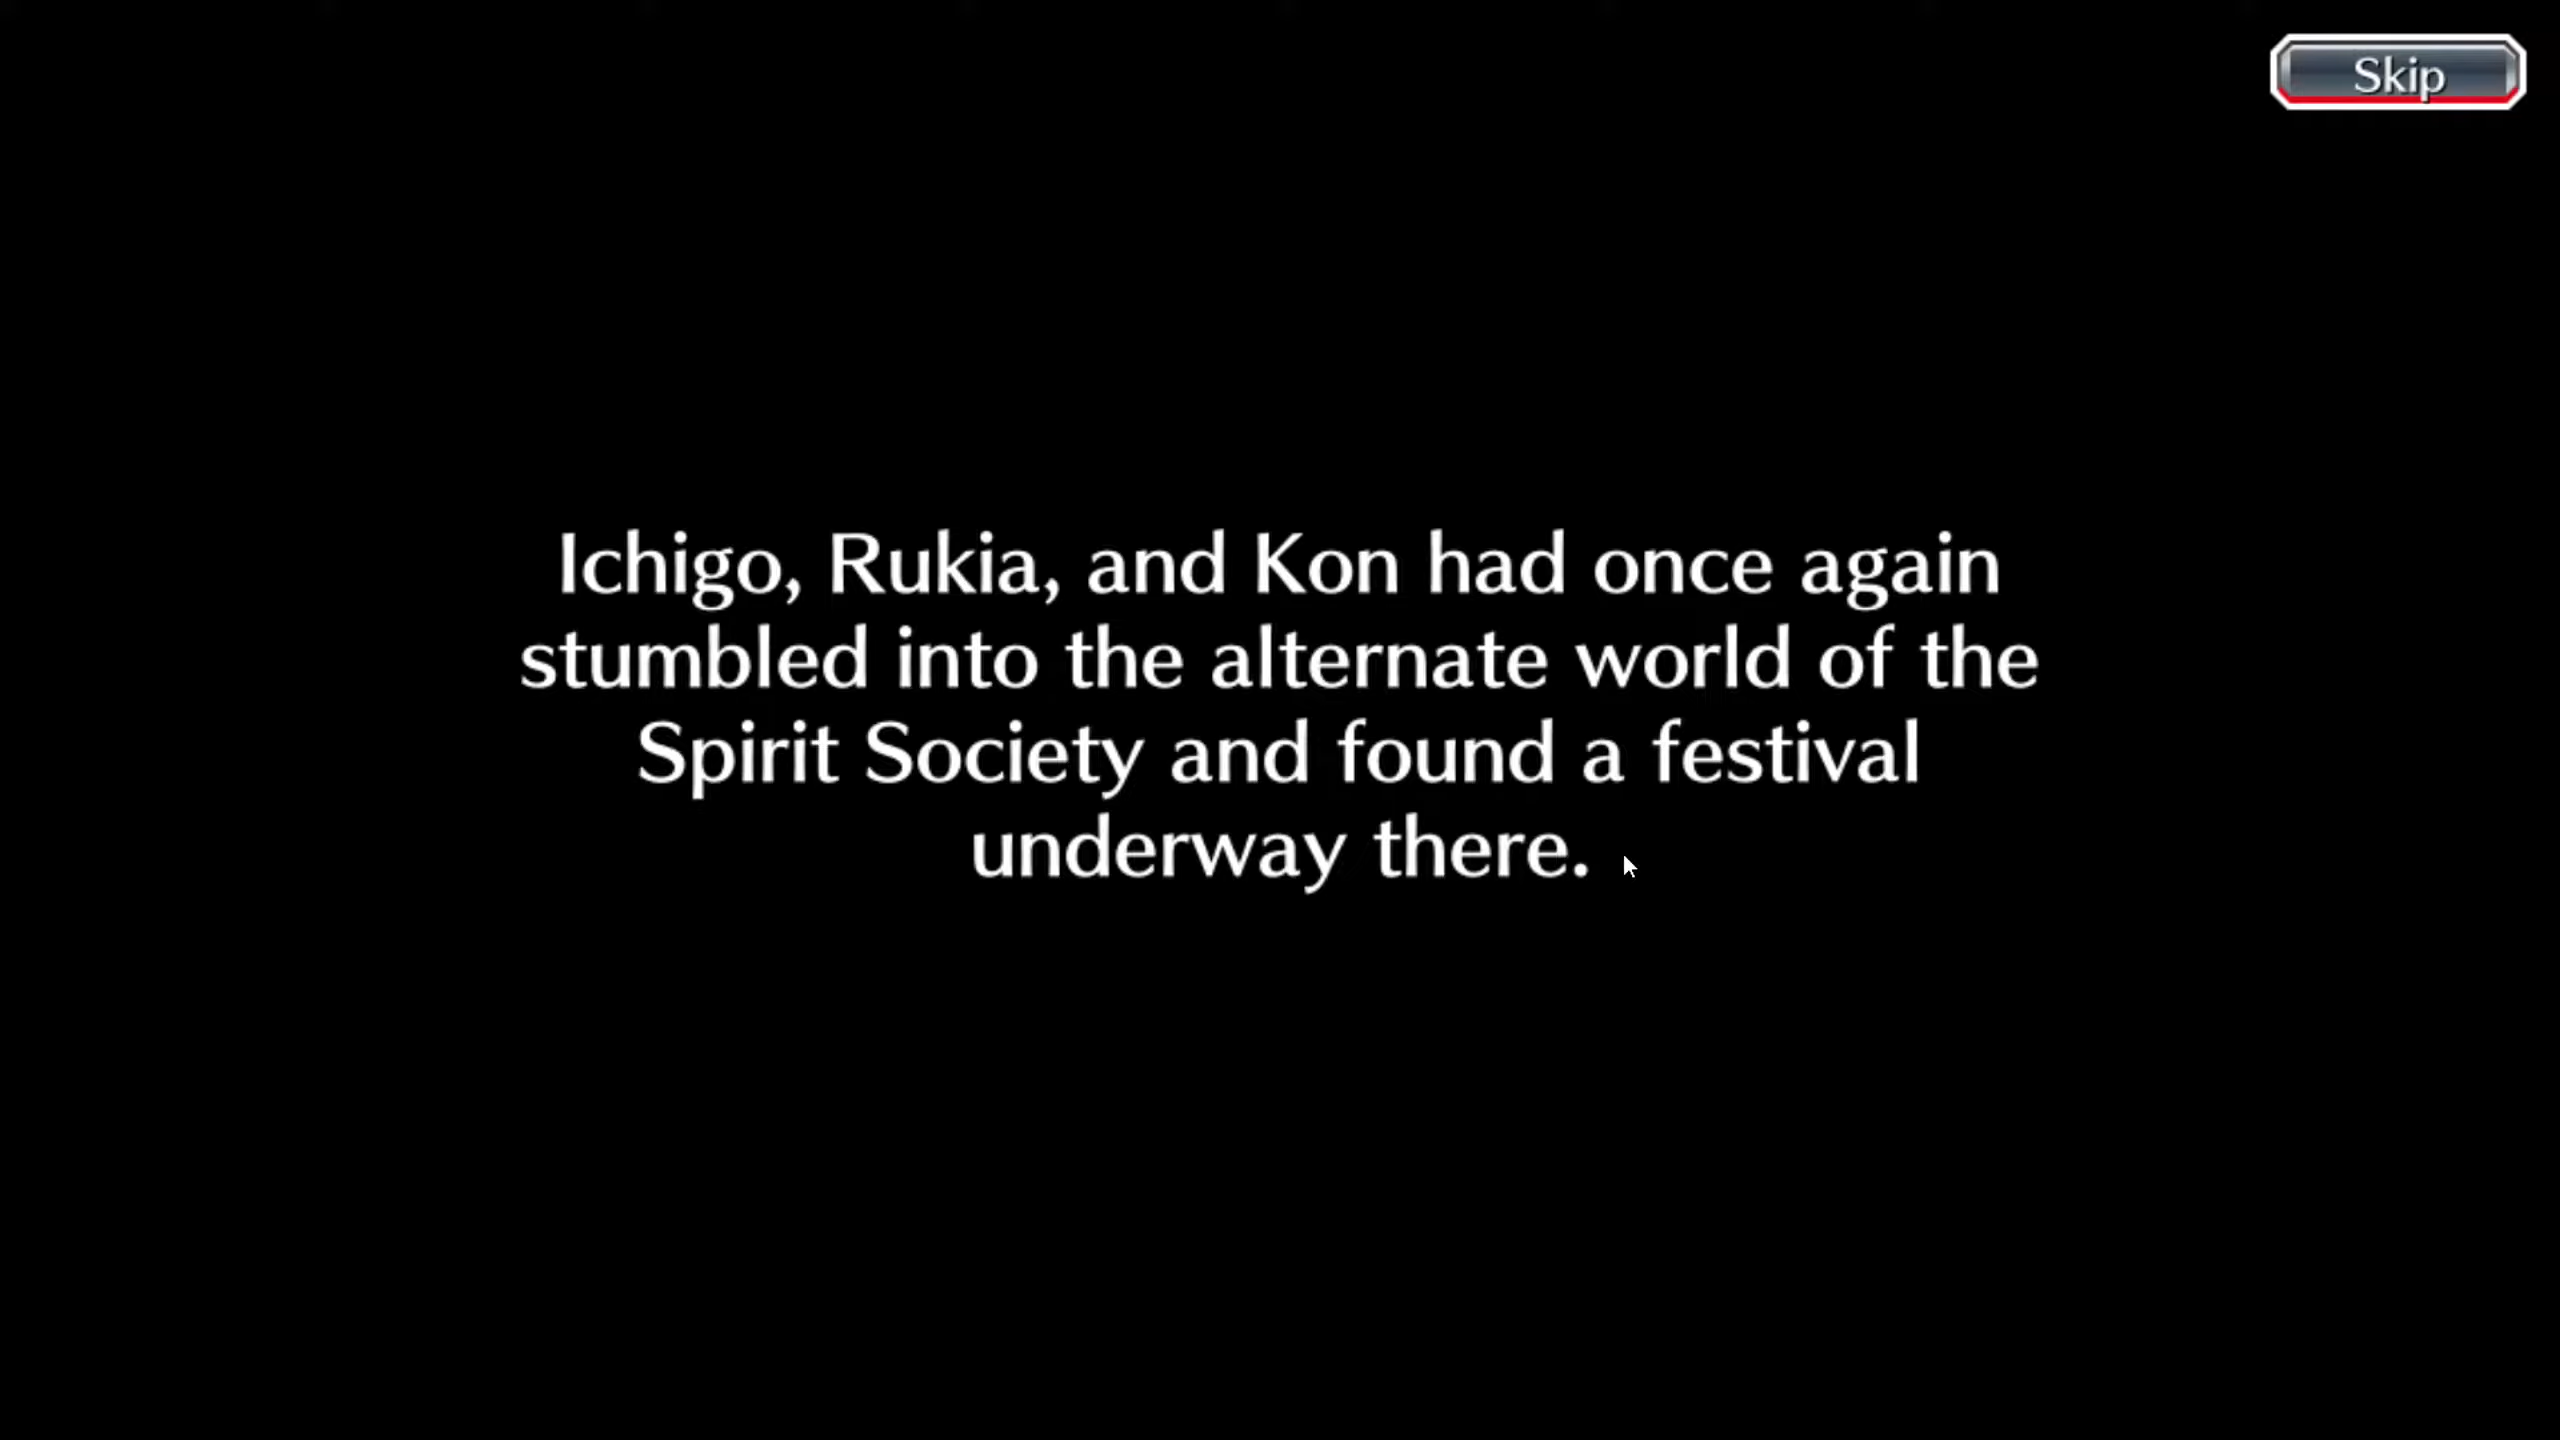 Skip
Ichigo, Rukia, and Kon had once again
stumbled into the alternate world of the
Spirit Society and found a festival
underway there.